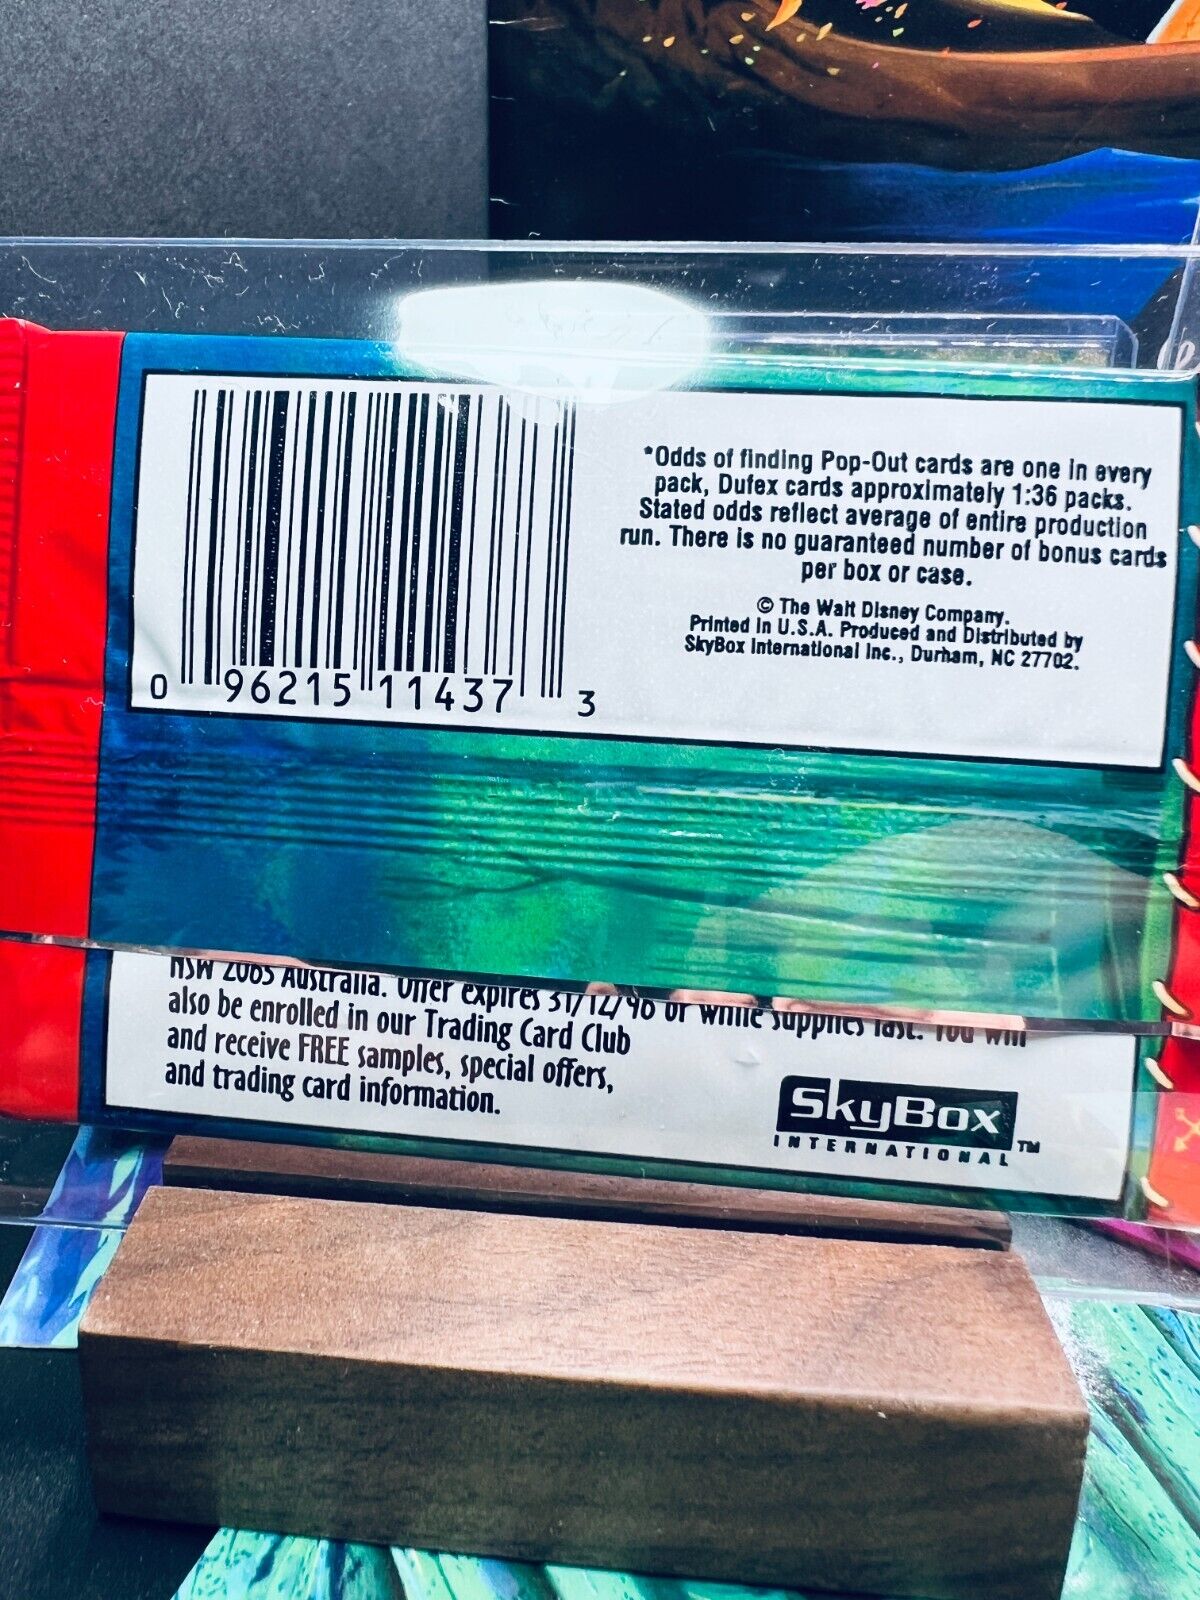 *Odds of finding Pop-Out cards are one in every
pack, Dufex cards approximately 1:36 packs.
Stated odds reflect average of entire production
run. There is no guaranteed number of bonus cards
per box or case.
© The Walt Disney Company.
Printed in U.S.A. Produced and Distributed by
SkyBox International Inc., Durham, NC 27702.
0 96215 11437 3
NSW 2065 Australia. Offer expires 31/12/96 or while supplies last. You will
also be enrolled in our Trading Card Club
and receive FREE samples, special offers,
and trading card information.
SkyBox
INTERNATIONAL™